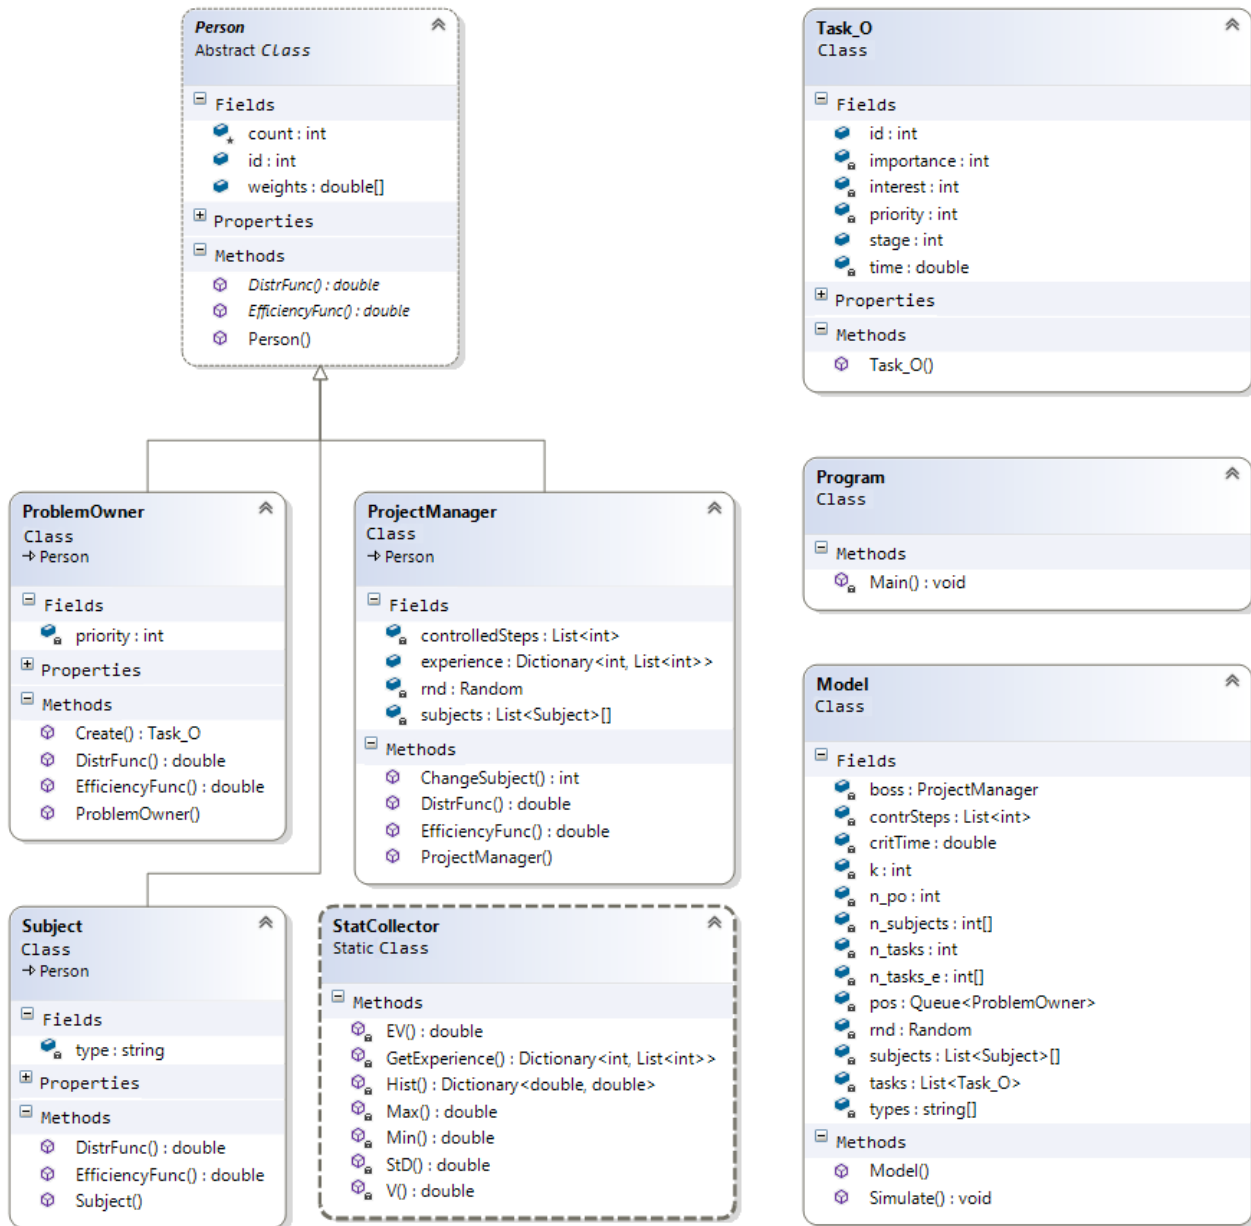 Person
Abstract Class
Fields
count : int
id : int
weights : double[]
Properties
Methods
DistrFunc() : double
EfficiencyFunc() : double
Person()
Task_O
Class
Fields
id : int
importance : int
interest : int
priority : int
stage : int
time : double
Properties
Methods
Task_O()
ProblemOwner
Class
Person
Fields
priority : int
Properties
Methods
Create() : Task_O
DistrFunc() : double
EfficiencyFunc() : double
ProblemOwner()
ProjectManager
Class
Person
Fields
controlledSteps : List<int>
experience : Dictionary<int, List<int>>
rnd : Random
subjects : List<Subject>[]
Methods
ChangeSubject() : int
DistrFunc() : double
EfficiencyFunc() : double
ProjectManager()
Program
Class
Methods
Main() : void
Subject
Class
Person
Fields
type : string
Properties
Methods
DistrFunc() : double
EfficiencyFunc() : double
Subject()
StatCollector
Static Class
Methods
EV() : double
GetExperience() : Dictionary<int, List<int>>
Hist() : Dictionary<double, double>
Max() : double
Min() : double
StD() : double
V() : double
Model
Class
Fields
boss : ProjectManager
contrSteps : List<int>
critTime : double
k : int
n_po : int
n_subjects : int[]
n_tasks : int
n_tasks_e : int[]
pos : Queue<ProblemOwner>
rnd : Random
subjects : List<Subject>[]
tasks : List<Task_O>
types : string[]
Methods
Model()
Simulate() : void